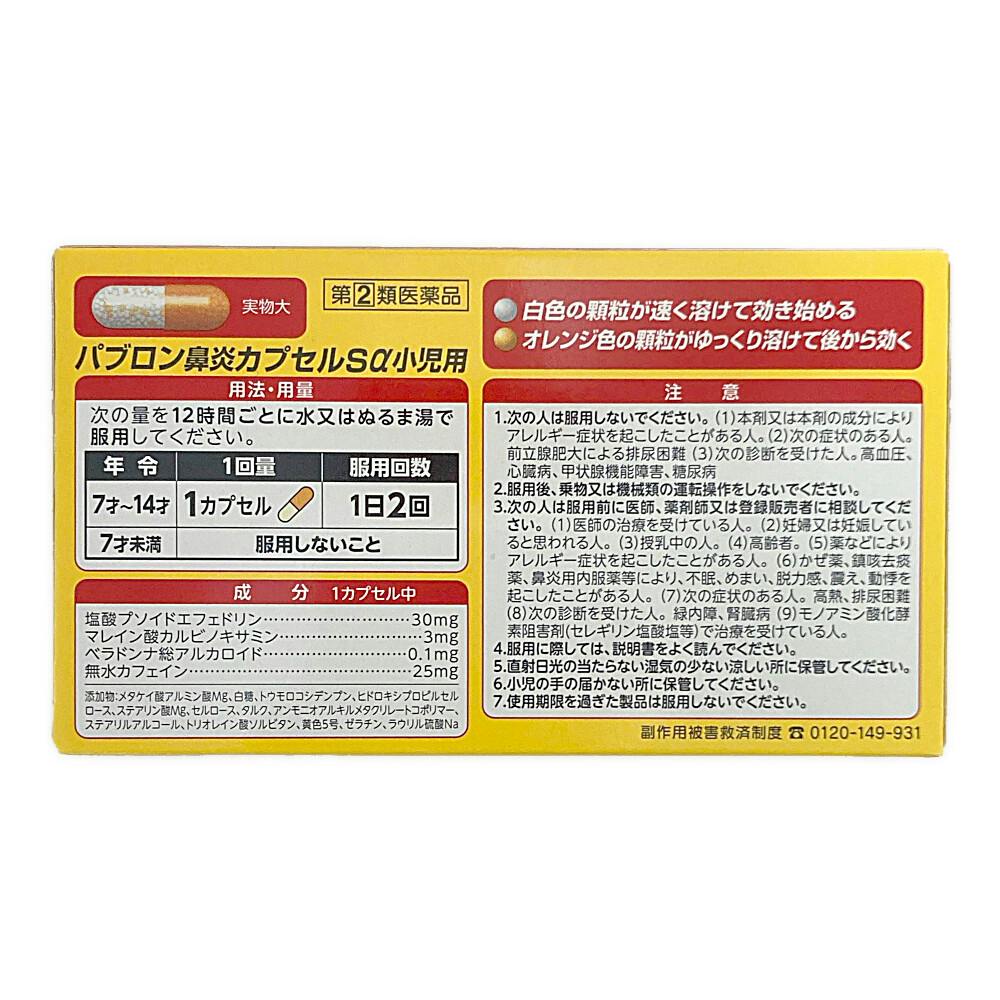 実物大
第②類医薬品
パブロン鼻炎カプセルSα小児用
用法・用量
次の量を12時間ごとに水又はぬるま湯で
服用してください。
年令 1回量 服用回数
7才〜14才 1カプセル 1日2回
7才未満 服用しないこと
成分 1カプセル中
塩酸プソイドエフェドリン…………………………30mg
マレイン酸カルビノキサミン………………………3mg
ベラドンナ総アルカロイド…………………………0.1mg
無水カフェイン………………………………………25mg
添加物:メタケイ酸アルミン酸Mg、白糖、トウモロコシデンプン、ヒドロキシプロピルセル
ロース、ステアリン酸Mg、セルロース、タルク、アンモニオアルキルメタクリレートコポリマー、
ステアリルアルコール、トリオレイン酸ソルビタン、黄色5号、ゼラチン、ラウリル硫酸Na
白色の顆粒が速く溶けて効き始める
オレンジ色の顆粒がゆっくり溶けて後から効く
注意
1.次の人は服用しないでください。(1)本剤又は本剤の成分により
アレルギー症状を起こしたことがある人。(2)次の症状のある人。
前立腺肥大による排尿困難 (3)次の診断を受けた人。高血圧、
心臓病、甲状腺機能障害、糖尿病
2.服用後、乗物又は機械類の運転操作をしないでください。
3.次の人は服用前に医師、薬剤師又は登録販売者に相談してくだ
さい。(1)医師の治療を受けている人。(2)妊婦又は妊娠してい
ると思われる人。(3)授乳中の人。(4)高齢者。(5)薬などにより
アレルギー症状を起こしたことがある人。(6)かぜ薬、鎮咳去痰
薬、鼻炎用内服薬等により、不眠、めまい、脱力感、震え、動悸を
起こしたことがある人。(7)次の症状のある人。高熱、排尿困難
(8)次の診断を受けた人。緑内障、腎臓病 (9)モノアミン酸化酵
素阻害剤(セレギリン塩酸塩等)で治療を受けている人。
4.服用に際しては、説明書をよく読んでください。
5.直射日光の当たらない湿気の少ない涼しい所に保管してください。
6.小児の手の届かない所に保管してください。
7.使用期限を過ぎた製品は服用しないでください。
副作用被害救済制度 ☎ 0120-149-931